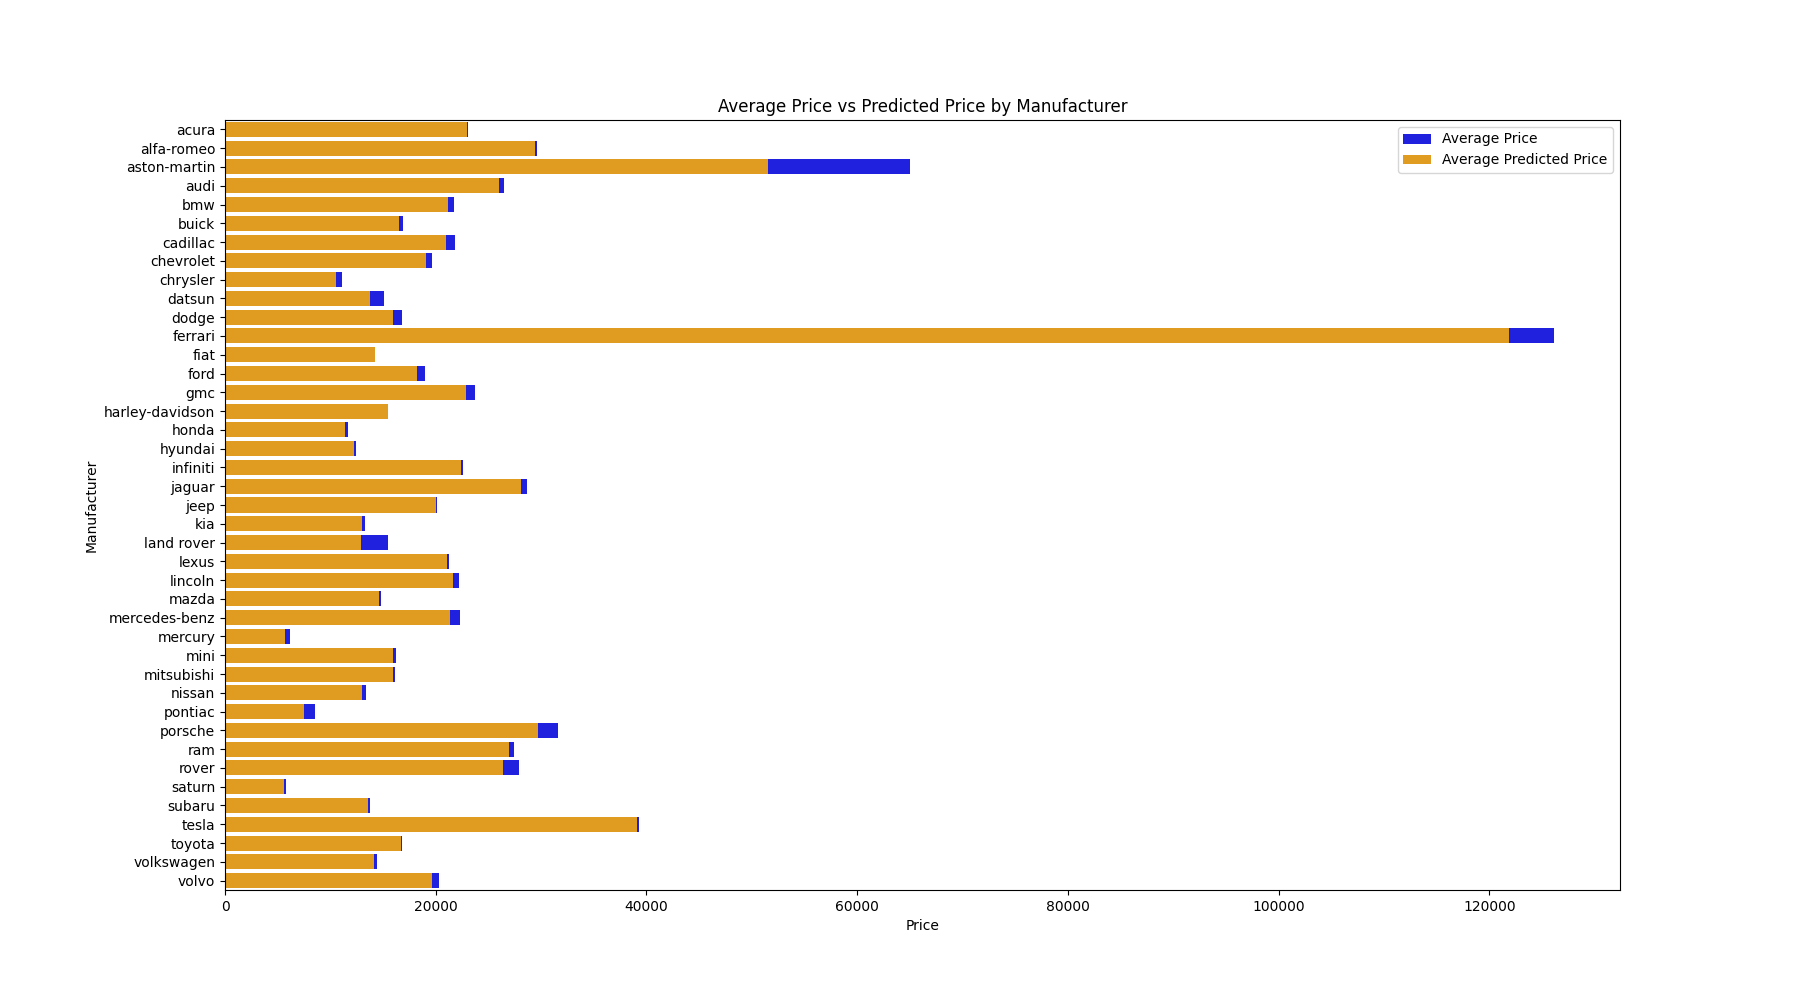 Average Price vs Predicted Price by Manufacturer
Average Price
Average Predicted Price
Manufacturer
acura
alfa-romeo
aston-martin
audi
bmw
buick
cadillac
chevrolet
chrysler
datsun
dodge
ferrari
fiat
ford
gmc
harley-davidson
honda
hyundai
infiniti
jaguar
jeep
kia
land rover
lexus
lincoln
mazda
mercedes-benz
mercury
mini
mitsubishi
nissan
pontiac
porsche
ram
rover
saturn
subaru
tesla
toyota
volkswagen
volvo
0 20000 40000 60000 80000 100000 120000
Price